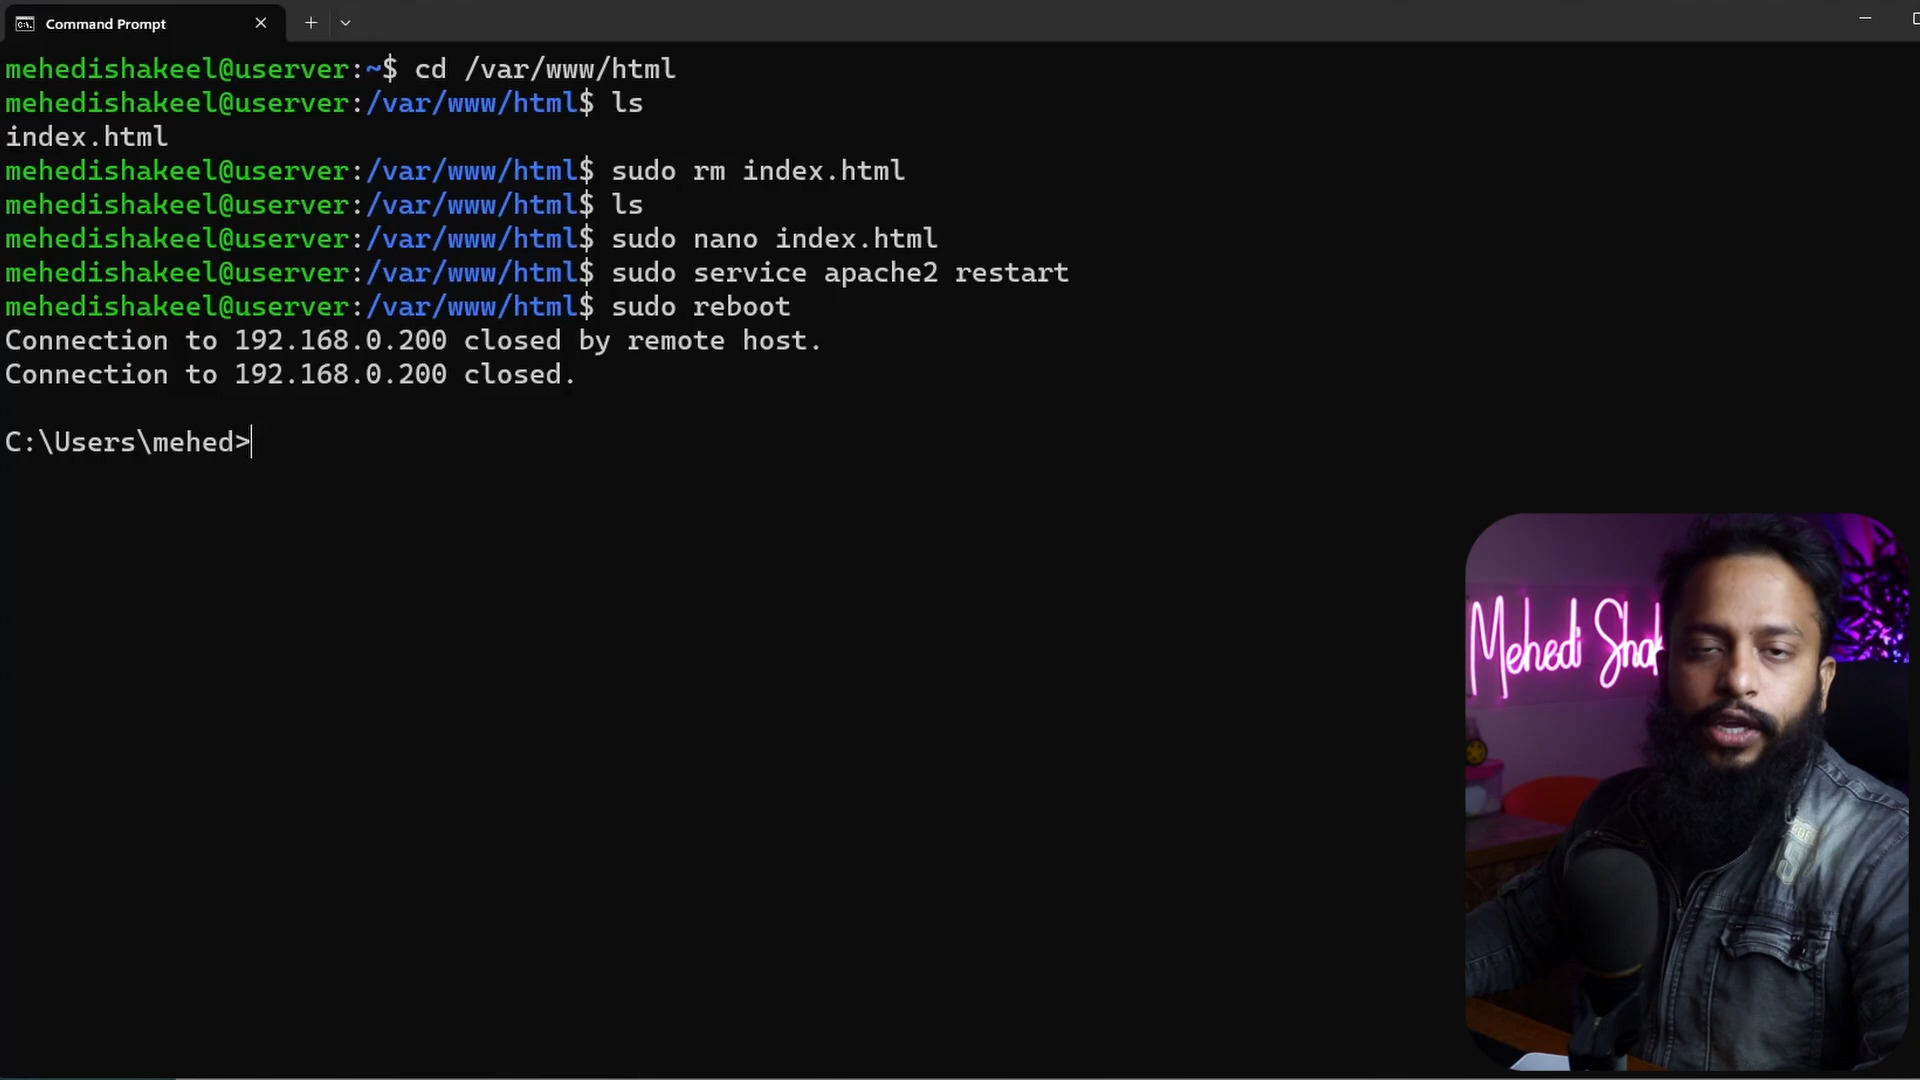 Command Prompt
mehedishakeel@userver:~$ cd /var/www/html
mehedishakeel@userver:/var/www/html$ ls
index.html
mehedishakeel@userver:/var/www/html$ sudo rm index.html
mehedishakeel@userver:/var/www/html$ ls
mehedishakeel@userver:/var/www/html$ sudo nano index.html
mehedishakeel@userver:/var/www/html$ sudo service apache2 restart
mehedishakeel@userver:/var/www/html$ sudo reboot
Connection to 192.168.0.200 closed by remote host.
Connection to 192.168.0.200 closed.
C:\Users\mehed>
Mehedi Shak